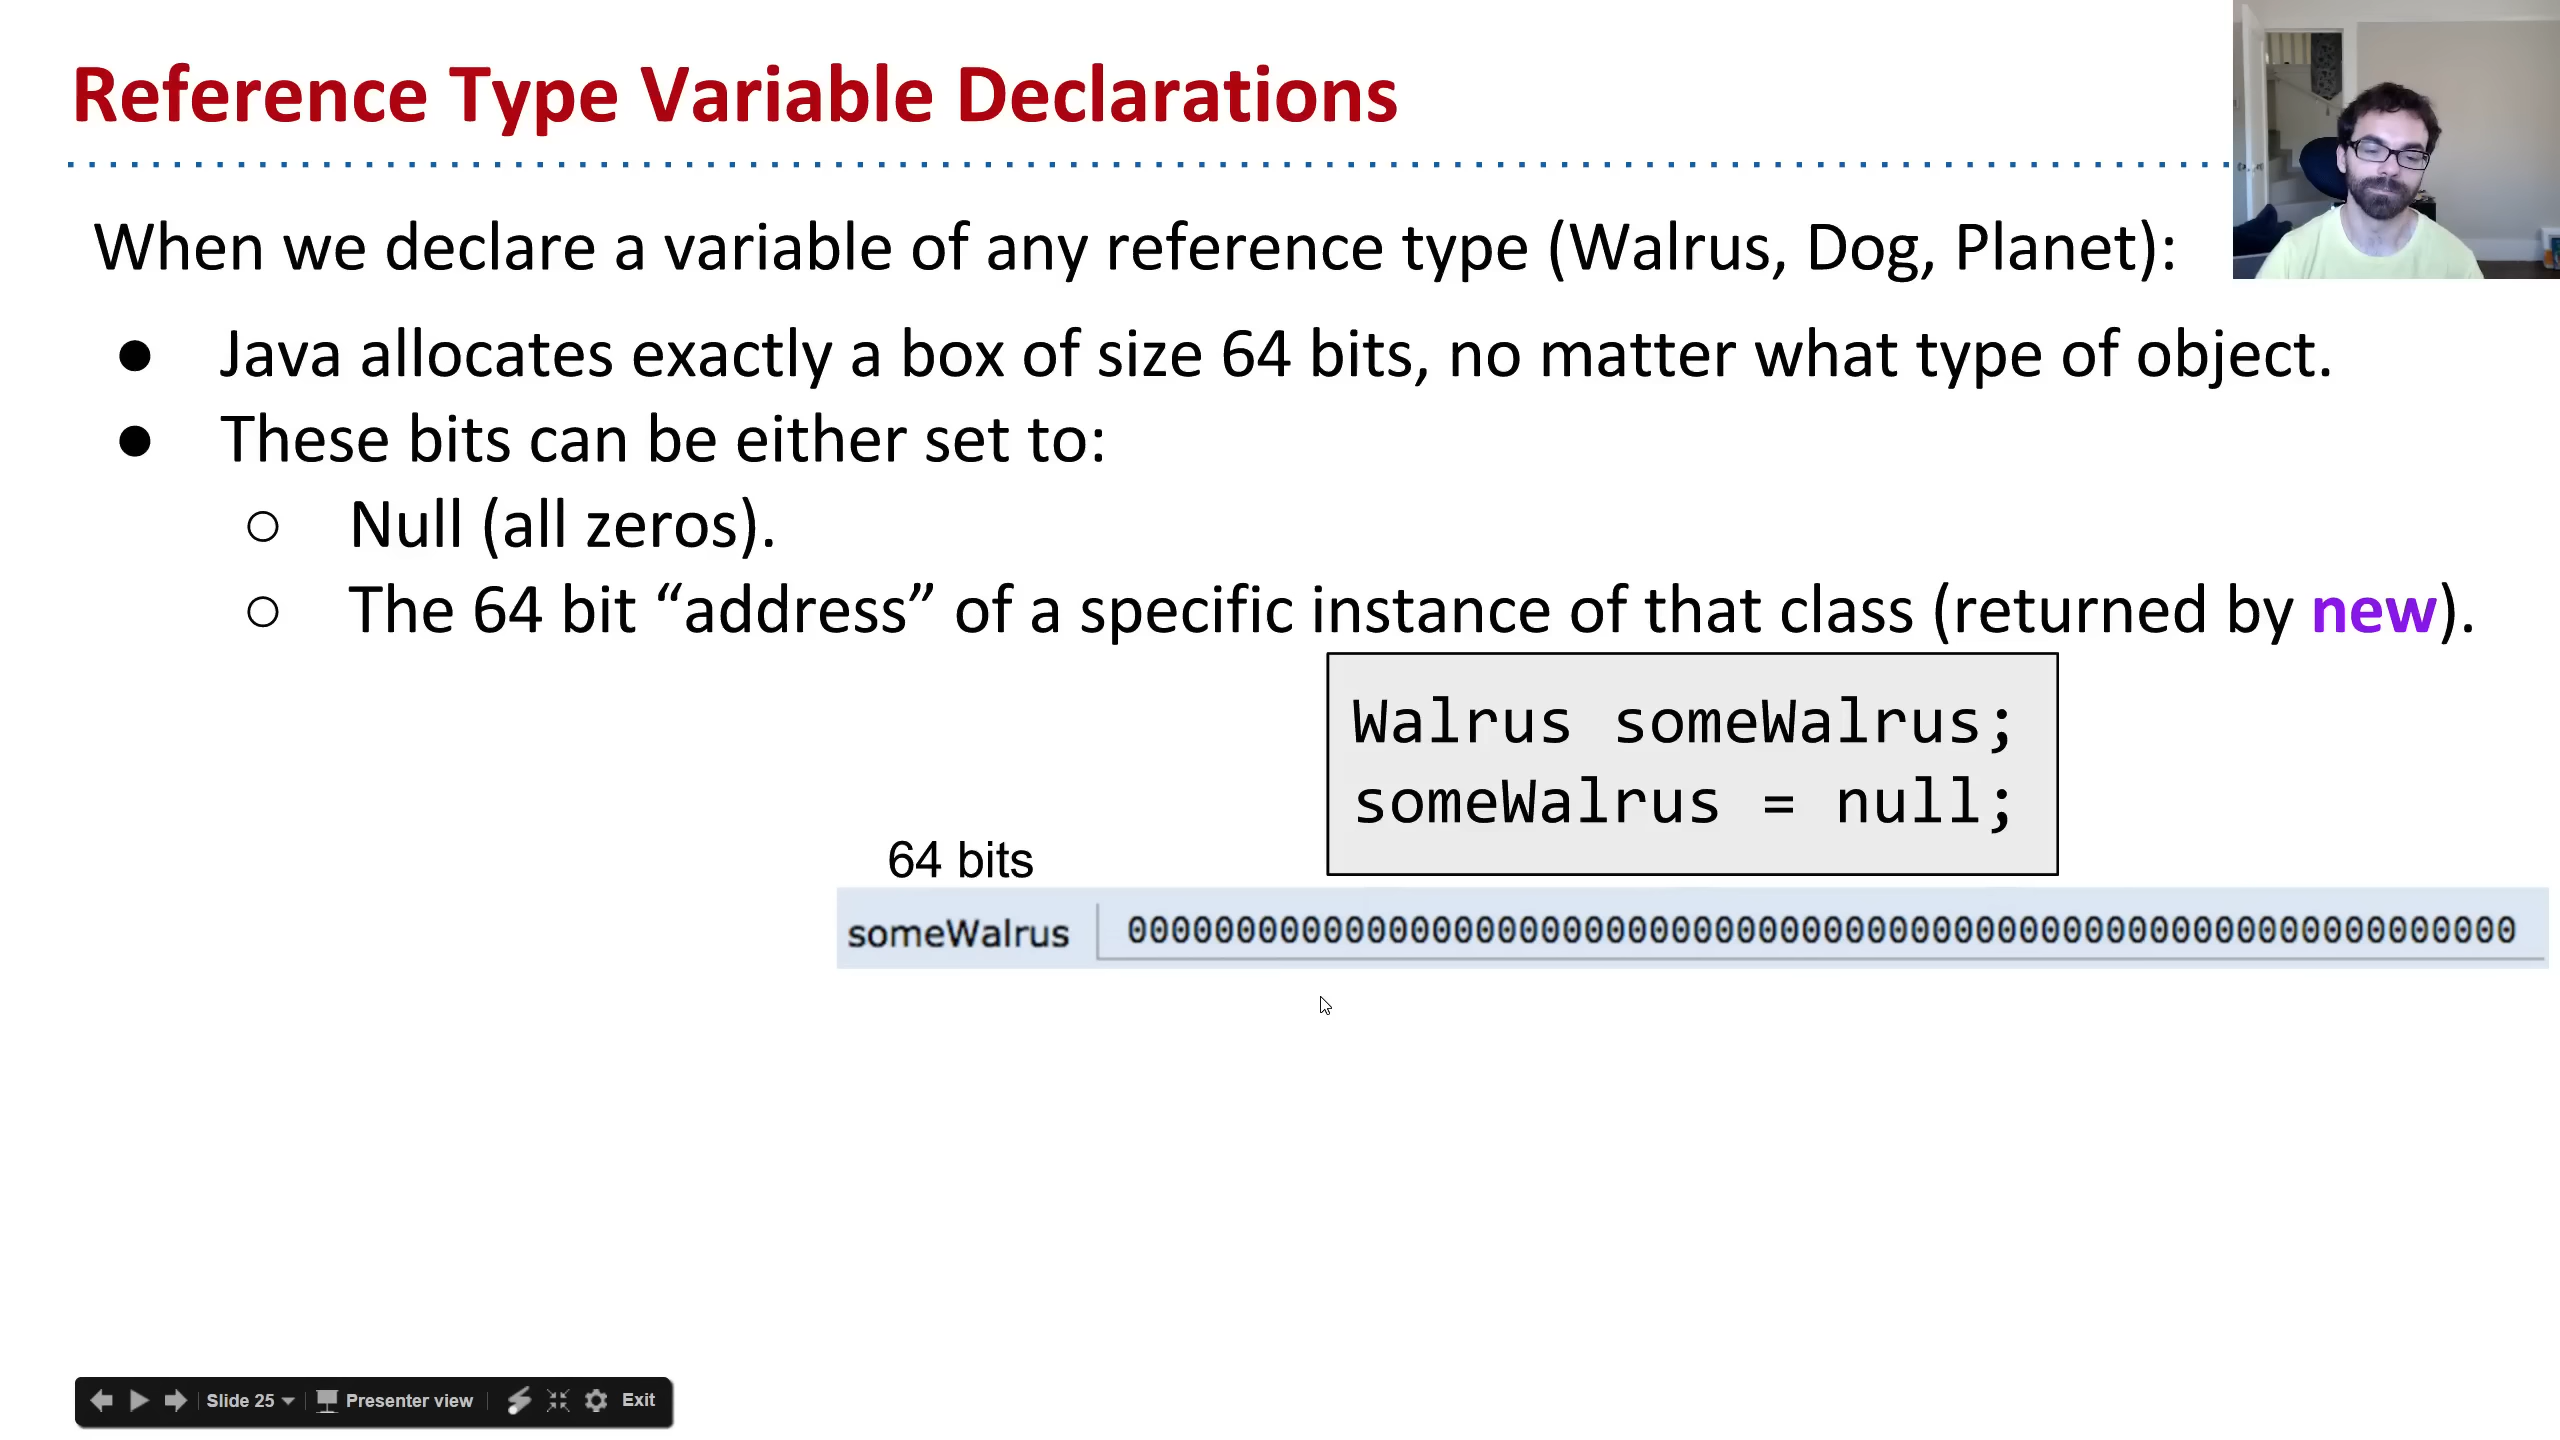 Reference Type Variable Declarations
When we declare a variable of any reference type (Walrus, Dog, Planet):
● Java allocates exactly a box of size 64 bits, no matter what type of object.
● These bits can be either set to:
○ Null (all zeros).
○ The 64 bit “address” of a specific instance of that class (returned by new).
Walrus someWalrus;
someWalrus = null;
64 bits
someWalrus 0000000000000000000000000000000000000000000000000000000000000000
Slide 25 Presenter view Exit